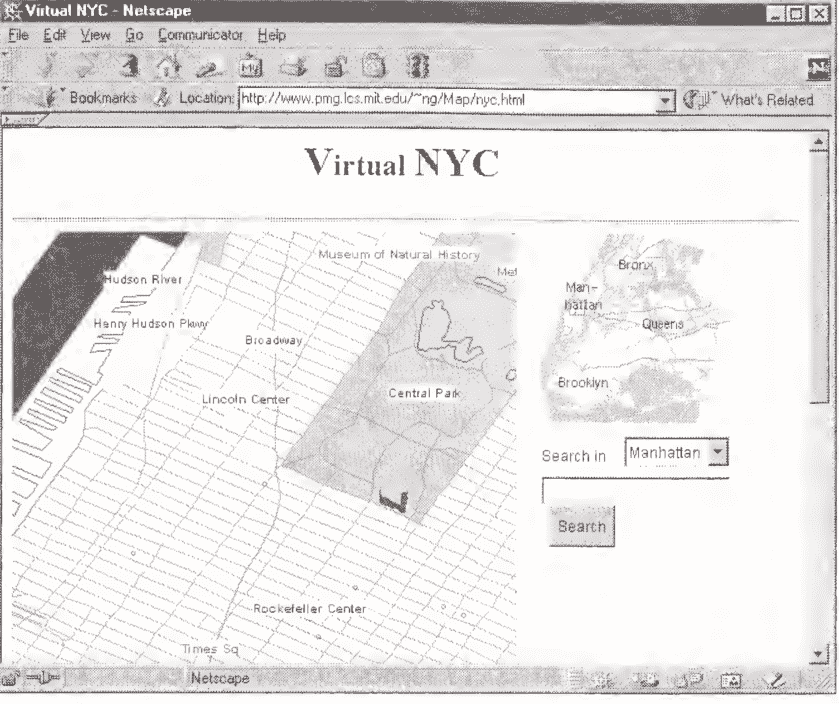 Virtual NYC - Netscape
File Edit View Go Communicator Help
My
N
Bookmarks Location: http://www.pmg.lcs.mit.edu/~ng/Map/nyc.html What's Related
Virtual NYC
Museum of Natural History
Met
Hudson River
Henry Hudson Pkwy
Broadway
Lincoln Center
Central Park
Rockefeller Center
Times Sq
Bronx
Man-
hattan
Queens
Brooklyn
Search in Manhattan
Search
Netscape